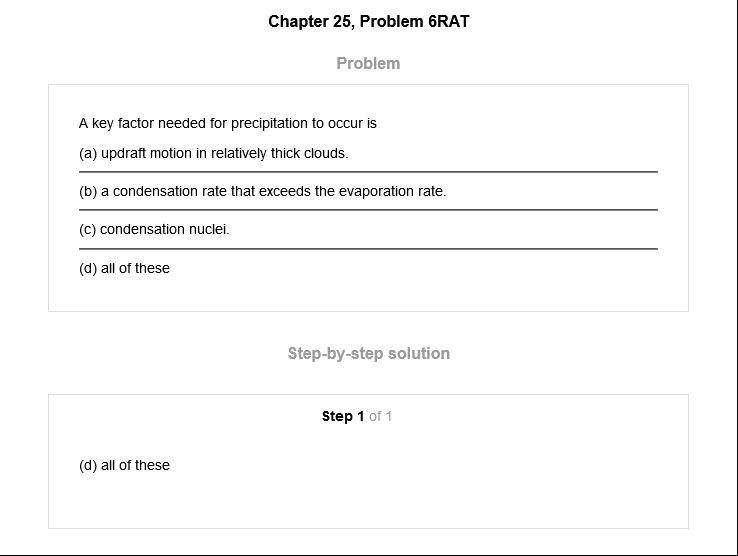 Chapter 25, Problem 6RAT
Problem
A key factor needed for precipitation to occur is
(a) updraft motion in relatively thick clouds.
(b) a condensation rate that exceeds the evaporation rate.
(c) condensation nuclei.
(d) all of these
Step-by-step solution
Step 1 of 1
(d) all of these